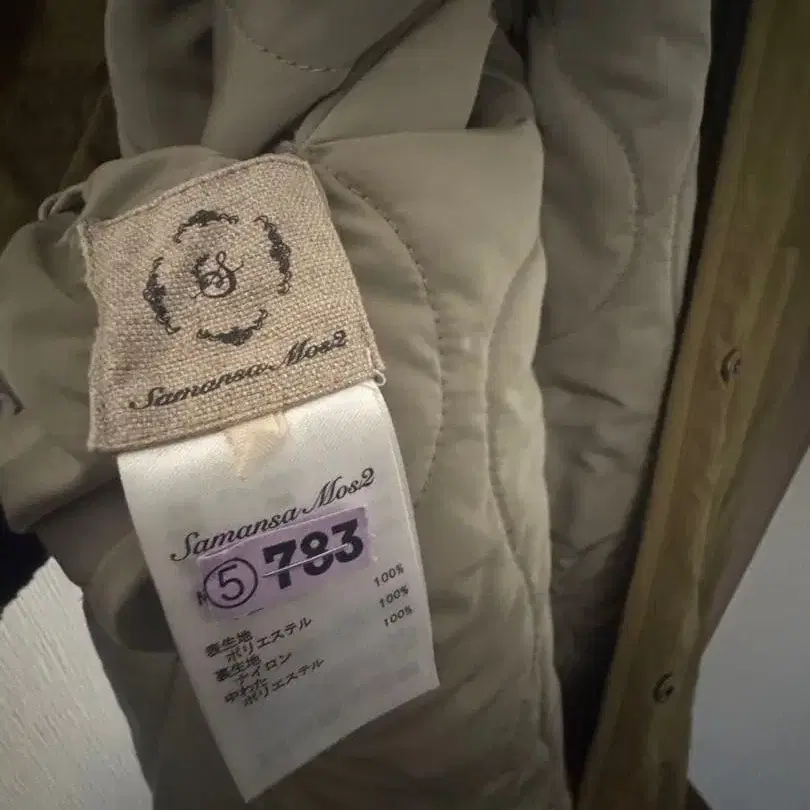 Samansa Mos2
Samansa Mos2
⑤ 783
表生地
ポリエステル 100%
裏生地
ナイロン 100%
中わた
ポリエステル 100%